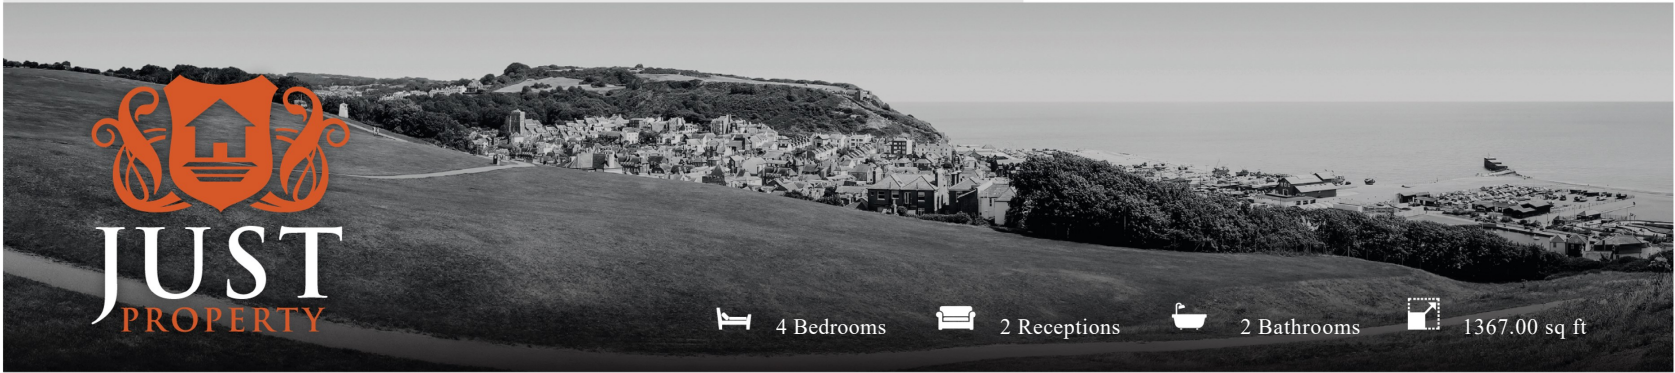 JUST
PROPERTY
4 Bedrooms 2 Receptions 2 Bathrooms 1367.00 sq ft